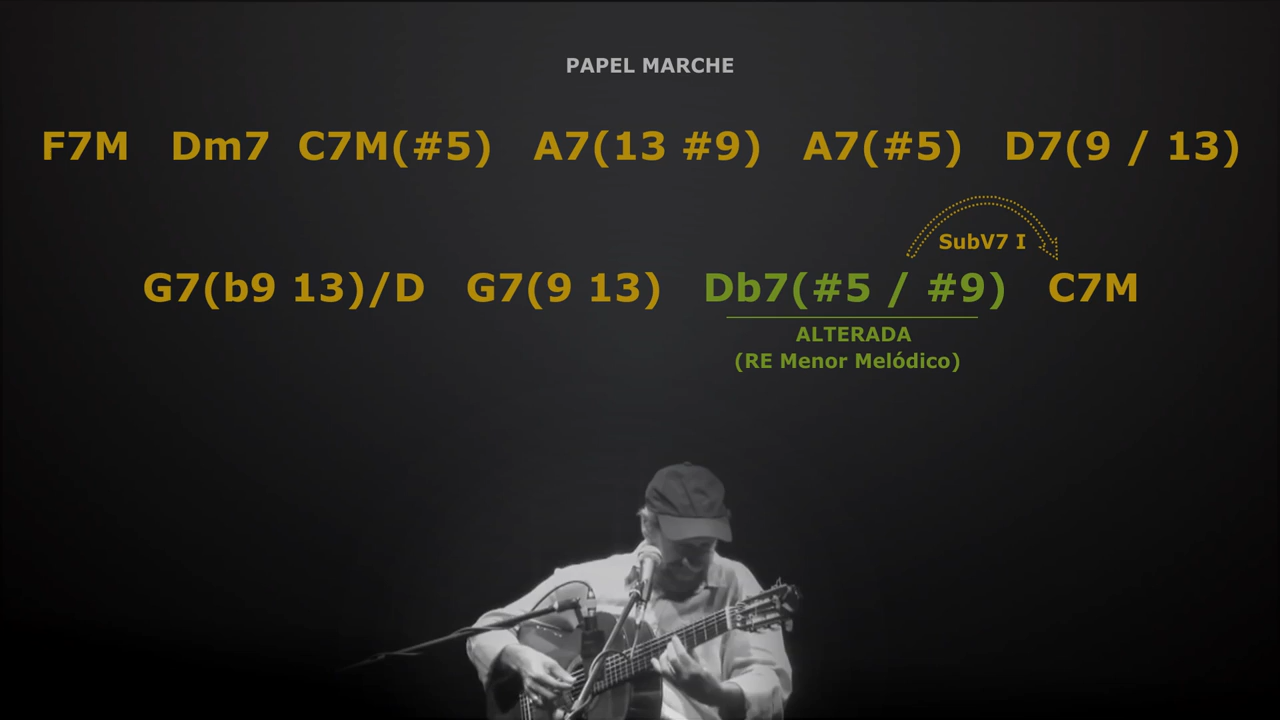 PAPEL MARCHE
F7M Dm7 C7M(#5) A7(13 #9) A7(#5) D7(9 / 13)
SubV7 I
G7(b9 13)/D G7(9 13) Db7(#5 / #9) C7M
ALTERADA
(RE Menor Melódico)